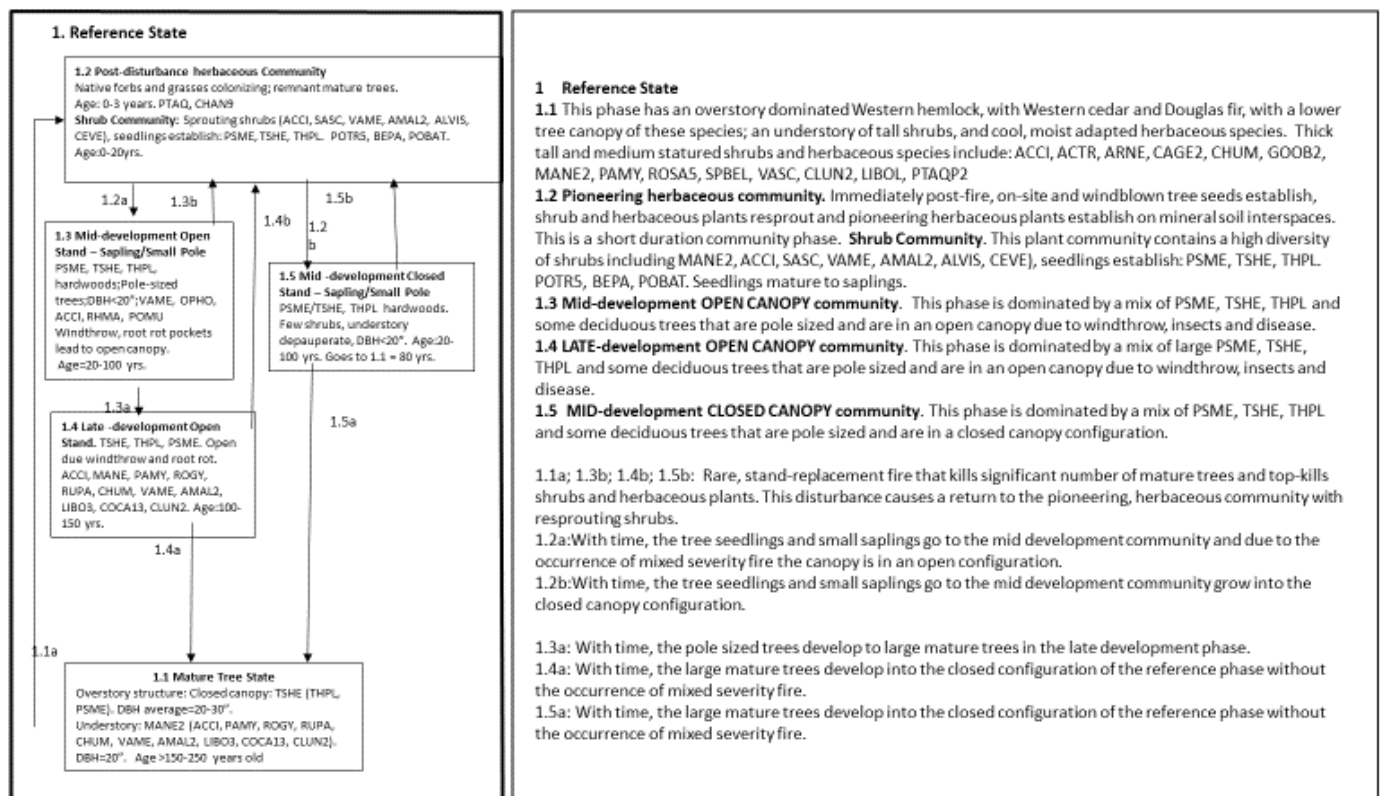 1. Reference State
1.2 Post-disturbance herbaceous Community
Native forbs and grasses colonizing; remnant mature trees.
Age: 0-3 years. PTAQ, CHAN9
Shrub Community: Sprouting shrubs (ACCI, SASC, VAME, AMAL2, ALVIS,
CEVE), seedlings establish: PSME, TSHE, THPL. POTR5, BEPA, POBAT.
Age:0-20yrs.
1.2a
1.3b
1.4b
1.2
b
1.5b
1.3 Mid-development Open
Stand – Sapling/Small Pole
PSME, TSHE, THPL,
hardwoods;Pole-sized
trees;DBH<20";VAME, OPHO,
ACCI, RHMA, POMU
Windthrow, root rot pockets
lead to open canopy.
Age=20-100 yrs.
1.5 Mid -development Closed
Stand – Sapling/Small Pole
PSME/TSHE, THPL hardwoods.
Few shrubs, understory
depauperate, DBH<20". Age:20-
100 yrs. Goes to 1.1 = 80 yrs.
1.3a
1.5a
1.4 Late -development Open
Stand. TSHE, THPL, PSME. Open
due windthrow and root rot.
ACCI, MANE, PAMY, ROGY,
RUPA, CHUM, VAME, AMAL2,
LIBO3, COCA13, CLUN2. Age:100-
150 yrs.
1.4a
1.1a
1.1 Mature Tree State
Overstory structure: Closed canopy: TSHE (THPL,
PSME). DBH average=20-30".
Understory: MANE2 (ACCI, PAMY, ROGY, RUPA,
CHUM, VAME, AMAL2, LIBO3, COCA13, CLUN2).
DBH=20". Age >150-250 years old
1 Reference State
1.1 This phase has an overstory dominated Western hemlock, with Western cedar and Douglas fir, with a lower
tree canopy of these species; an understory of tall shrubs, and cool, moist adapted herbaceous species. Thick
tall and medium statured shrubs and herbaceous species include: ACCI, ACTR, ARNE, CAGE2, CHUM, GOOB2,
MANE2, PAMY, ROSA5, SPBEL, VASC, CLUN2, LIBOL, PTAQP2
1.2 Pioneering herbaceous community. Immediately post-fire, on-site and windblown tree seeds establish,
shrub and herbaceous plants resprout and pioneering herbaceous plants establish on mineral soil interspaces.
This is a short duration community phase. Shrub Community. This plant community contains a high diversity
of shrubs including MANE2, ACCI, SASC, VAME, AMAL2, ALVIS, CEVE), seedlings establish: PSME, TSHE, THPL.
POTR5, BEPA, POBAT. Seedlings mature to saplings.
1.3 Mid-development OPEN CANOPY community. This phase is dominated by a mix of PSME, TSHE, THPL and
some deciduous trees that are pole sized and are in an open canopy due to windthrow, insects and disease.
1.4 LATE-development OPEN CANOPY community. This phase is dominated by a mix of large PSME, TSHE,
THPL and some deciduous trees that are pole sized and are in an open canopy due to windthrow, insects and
disease.
1.5 MID-development CLOSED CANOPY community. This phase is dominated by a mix of PSME, TSHE, THPL
and some deciduous trees that are pole sized and are in a closed canopy configuration.
1.1a; 1.3b; 1.4b; 1.5b: Rare, stand-replacement fire that kills significant number of mature trees and top-kills
shrubs and herbaceous plants. This disturbance causes a return to the pioneering, herbaceous community with
resprouting shrubs.
1.2a:With time, the tree seedlings and small saplings go to the mid development community and due to the
occurrence of mixed severity fire the canopy is in an open configuration.
1.2b:With time, the tree seedlings and small saplings go to the mid development community grow into the
closed canopy configuration.
1.3a: With time, the pole sized trees develop to large mature trees in the late development phase.
1.4a: With time, the large mature trees develop into the closed configuration of the reference phase without
the occurrence of mixed severity fire.
1.5a: With time, the large mature trees develop into the closed configuration of the reference phase without
the occurrence of mixed severity fire.